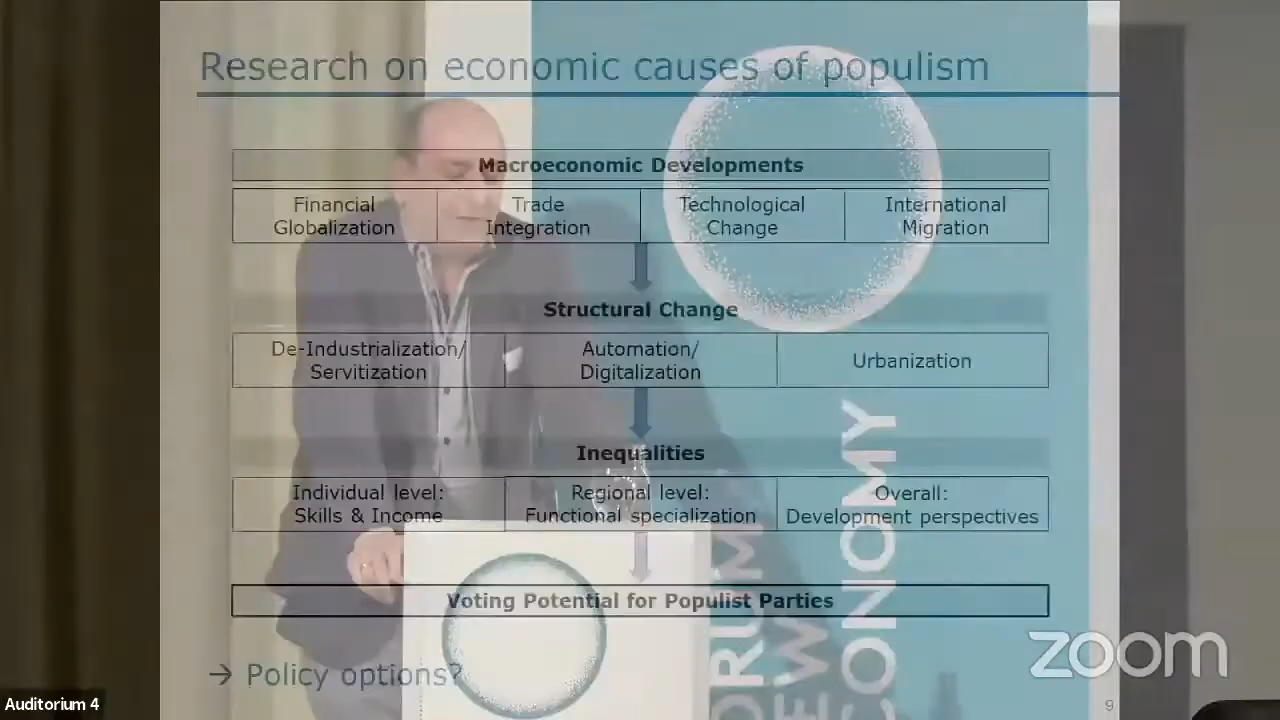 Research on economic causes of populism
Macroeconomic Developments
Financial Globalization
Trade Integration
Technological Change
International Migration
Structural Change
De-Industrialization/ Servitization
Automation/ Digitalization
Urbanization
Inequalities
Individual level: Skills & Income
Regional level: Functional specialization
Overall: Development perspectives
Voting Potential for Populist Parties
→ Policy options?
9
zoom
Auditorium 4